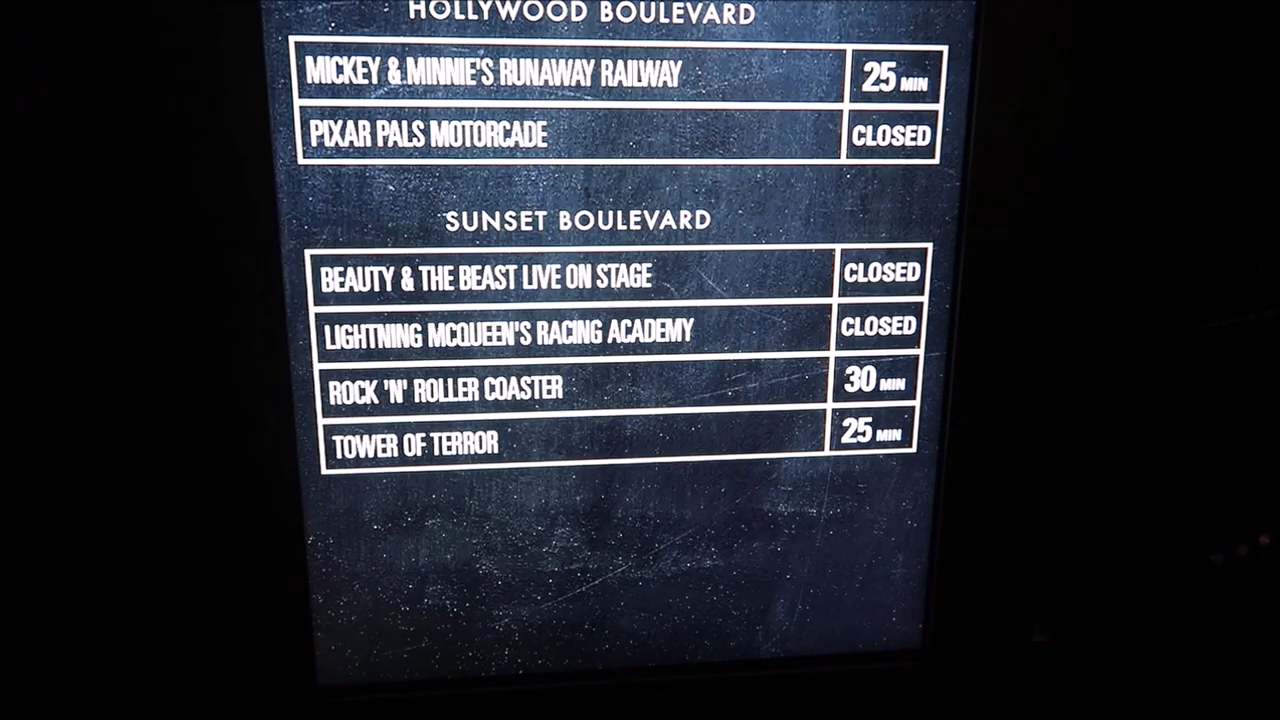 HOLLYWOOD BOULEVARD
MICKEY & MINNIE'S RUNAWAY RAILWAY 25 MIN
PIXAR PALS MOTORCADE CLOSED
SUNSET BOULEVARD
BEAUTY & THE BEAST LIVE ON STAGE CLOSED
LIGHTNING MCQUEEN'S RACING ACADEMY CLOSED
ROCK 'N' ROLLER COASTER 30 MIN
TOWER OF TERROR 25 MIN